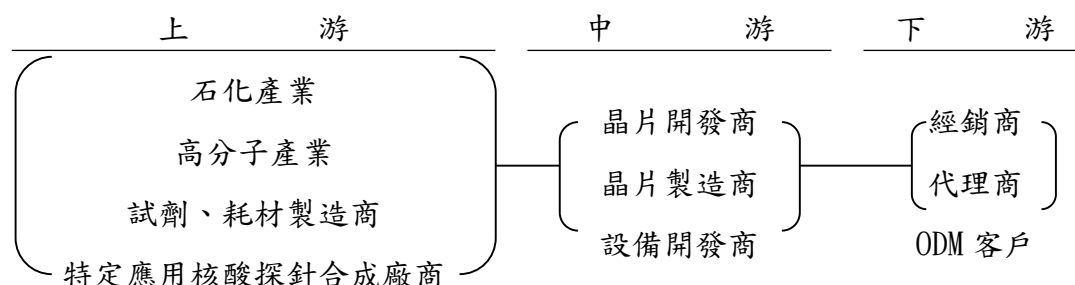 上游
石化產業
高分子產業
試劑、耗材製造商
特定應用核酸探針合成廠商
中游
晶片開發商
晶片製造商
設備開發商
下游
經銷商
代理商
ODM 客戶